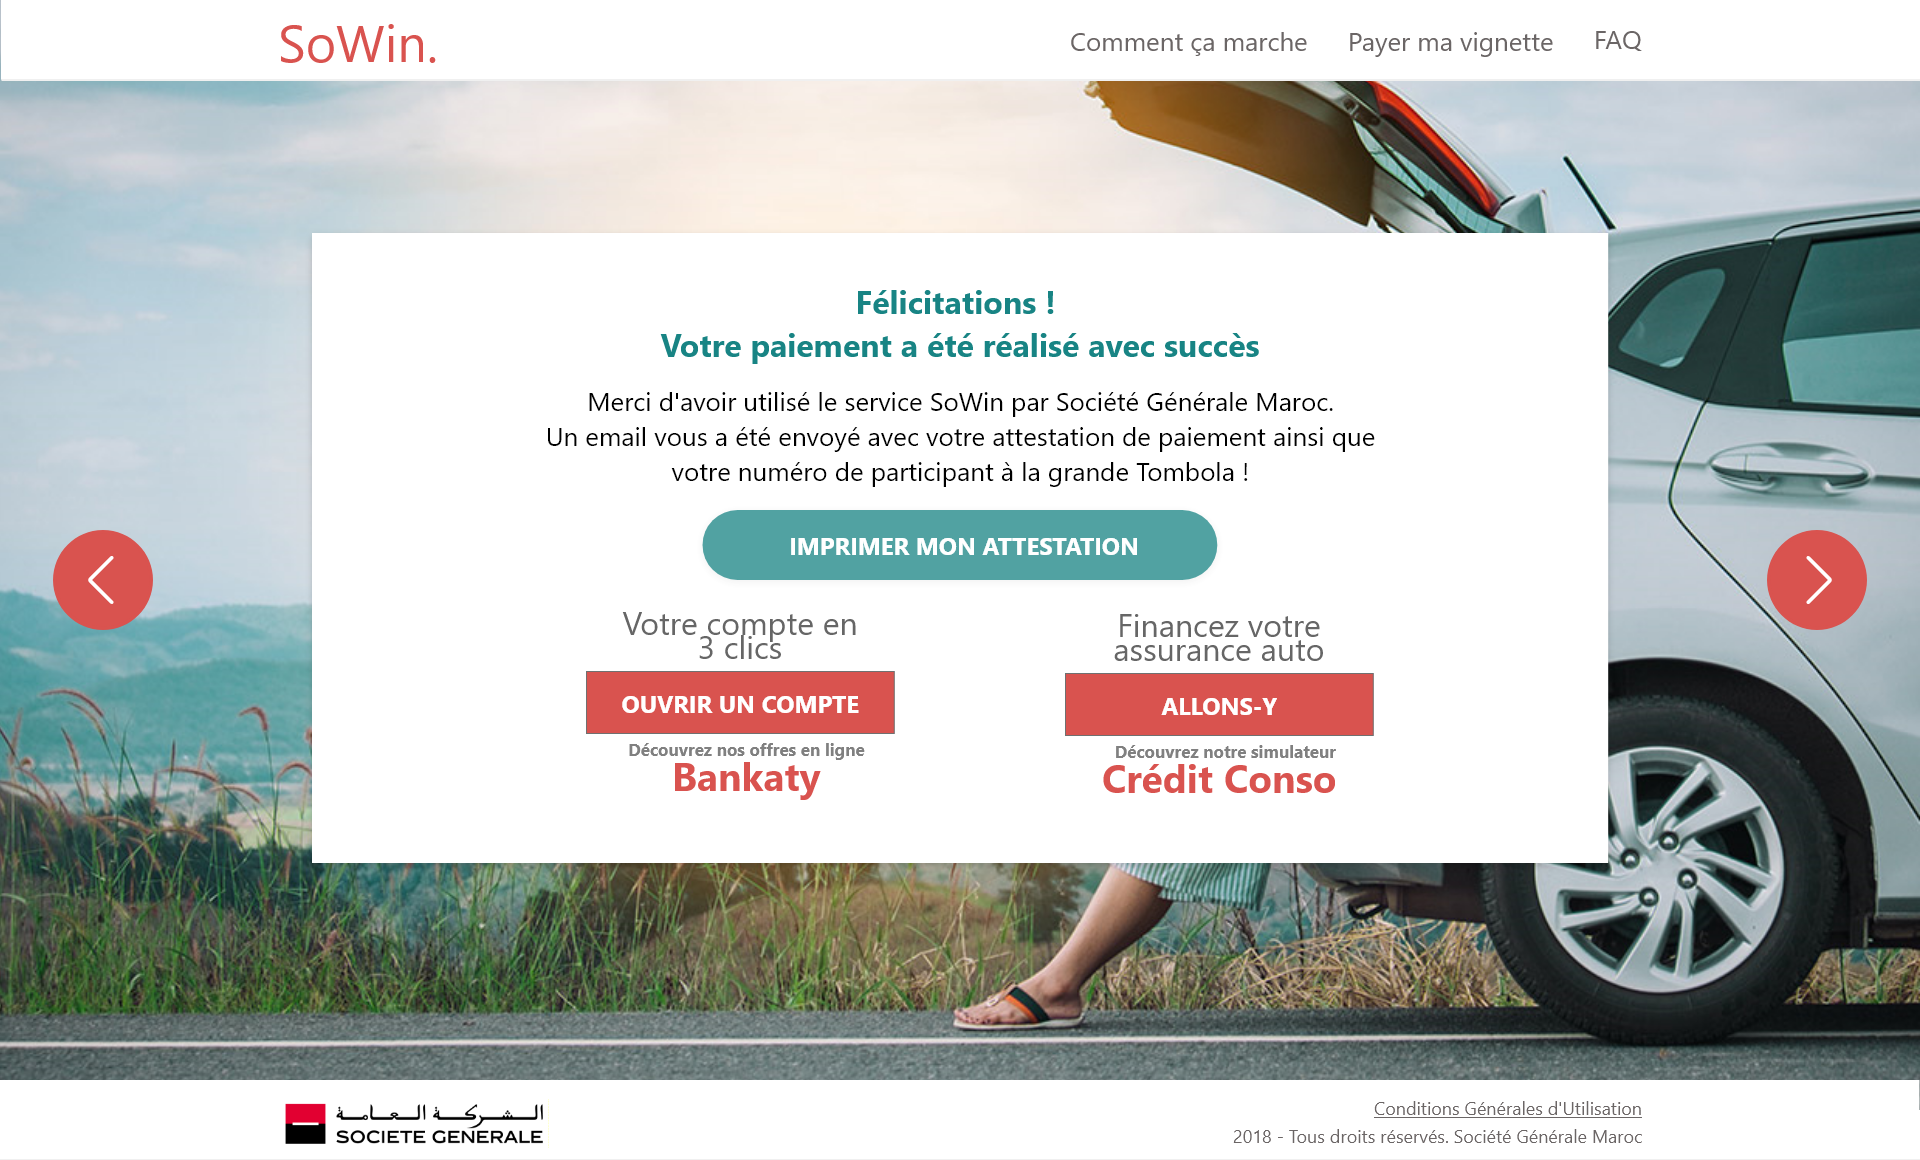 SoWin.
Comment ça marche
Payer ma vignette
FAQ
Félicitations !
Votre paiement a été réalisé avec succès
Merci d'avoir utilisé le service SoWin par Société Générale Maroc.
Un email vous a été envoyé avec votre attestation de paiement ainsi que
votre numéro de participant à la grande Tombola !
IMPRIMER MON ATTESTATION
Votre compte en
3 clics
OUVRIR UN COMPTE
Découvrez nos offres en ligne
Bankaty
Financez votre
assurance auto
ALLONS-Y
Découvrez notre simulateur
Crédit Conso
الشركة العامة
SOCIETE GENERALE
Conditions Générales d'Utilisation
2018 - Tous droits réservés. Société Générale Maroc